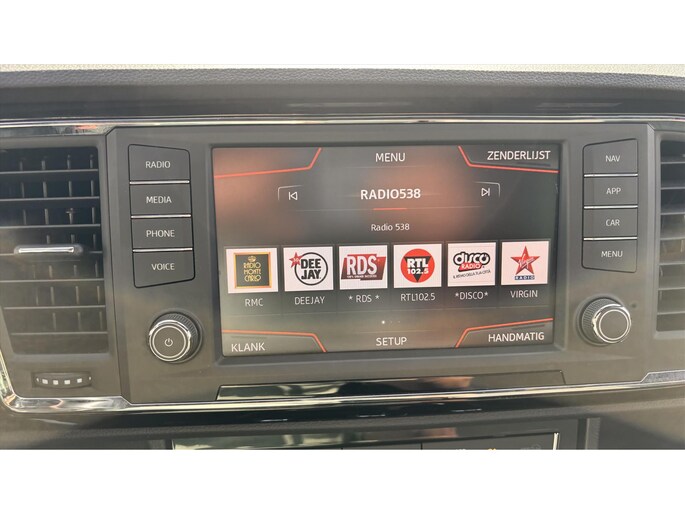 RADIO
MEDIA
PHONE
VOICE
MENU
ZENDERLIJST
RADIO538
Radio 538
RADIO
MONTE
CARLO
DEE
JAY
RDS
RTL
102.5
disco
RADIO
RADIO
RMC
DEEJAY
* RDS *
RTL102.5
*DISCO*
VIRGIN
KLANK
SETUP
HANDMATIG
NAV
APP
CAR
MENU